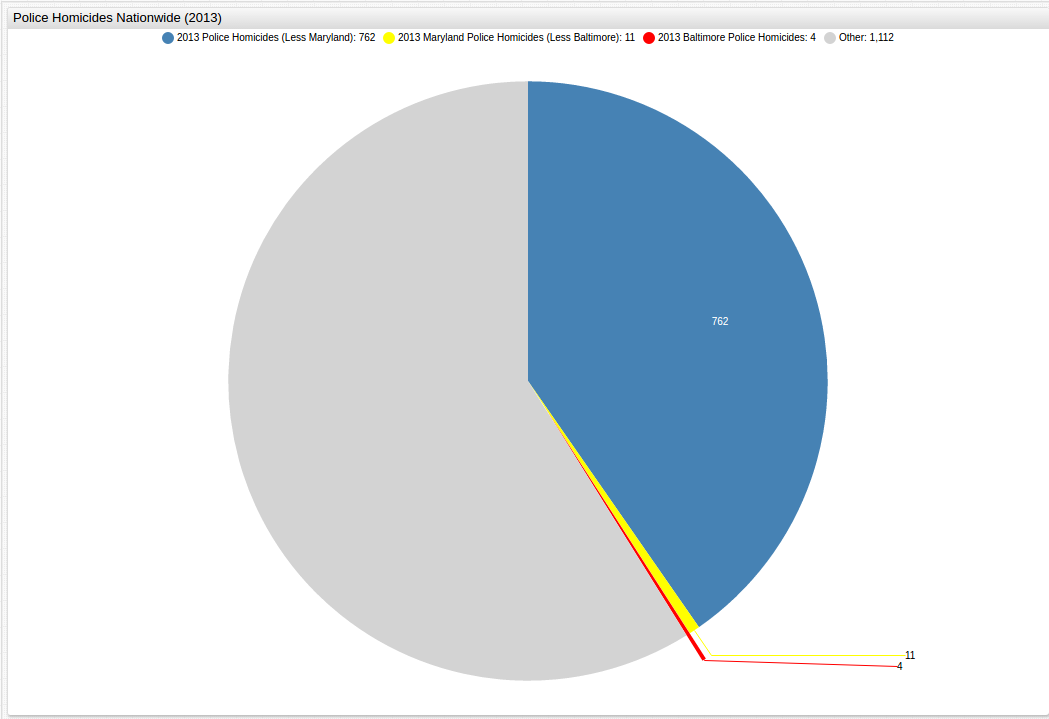 Police Homicides Nationwide (2013)
2013 Police Homicides (Less Maryland): 762 2013 Maryland Police Homicides (Less Baltimore): 11 2013 Baltimore Police Homicides: 4 Other: 1,112
762
11
4